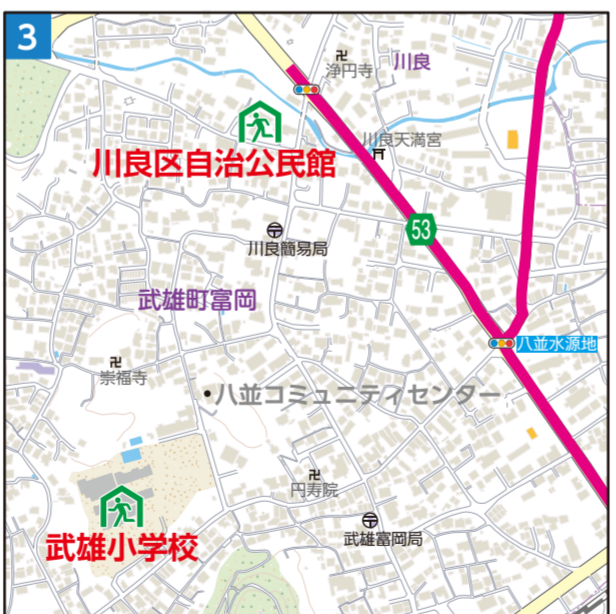 3
浄円寺
川良
川良天満宮
川良区自治公民館
53
川良簡易局
武雄町富岡
八並水源地
崇福寺
八並コミュニティセンター
円寿院
武雄富岡局
武雄小学校